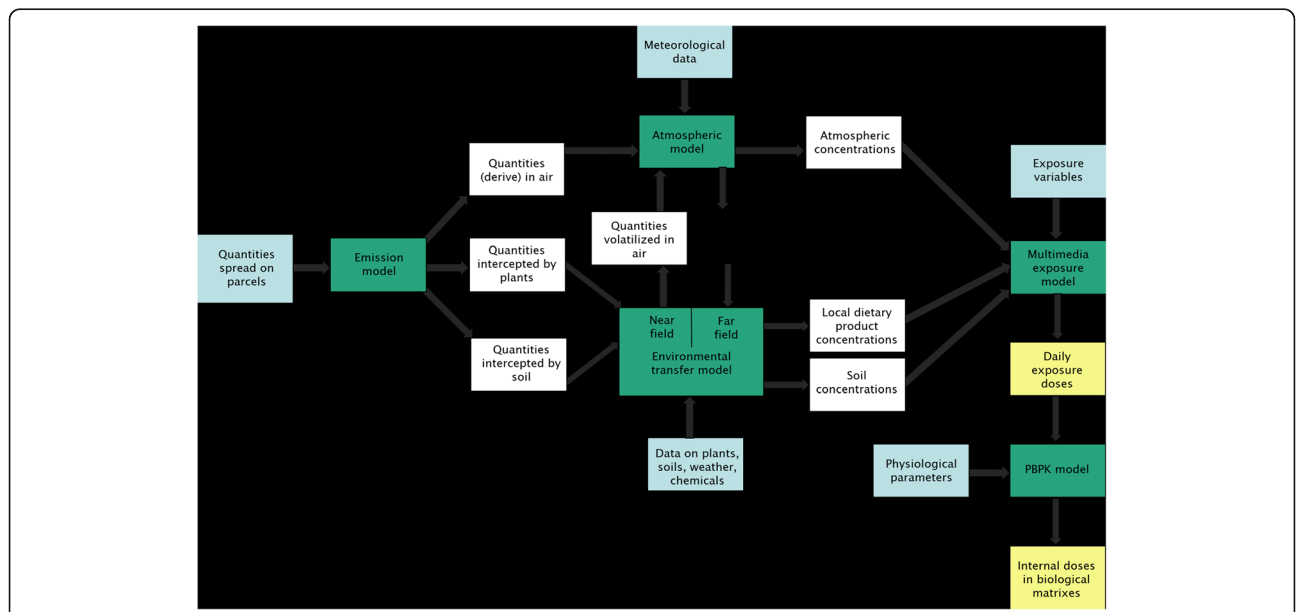 Meteorological
data
Atmospheric
model
Atmospheric
concentrations
Quantities
(derive) in air
Exposure
variables
Quantities
volatilized in
air
Quantities
spread on
parcels
Emission
model
Quantities
intercepted by
plants
Multimedia
exposure
model
Near
field
Far
field
Environmental
transfer model
Local dietary
product
concentrations
Quantities
intercepted by
soil
Soil
concentrations
Daily
exposure
doses
Data on plants,
soils, weather,
chemicals
Physiological
parameters
PBPK model
Internal doses
in biological
matrixes